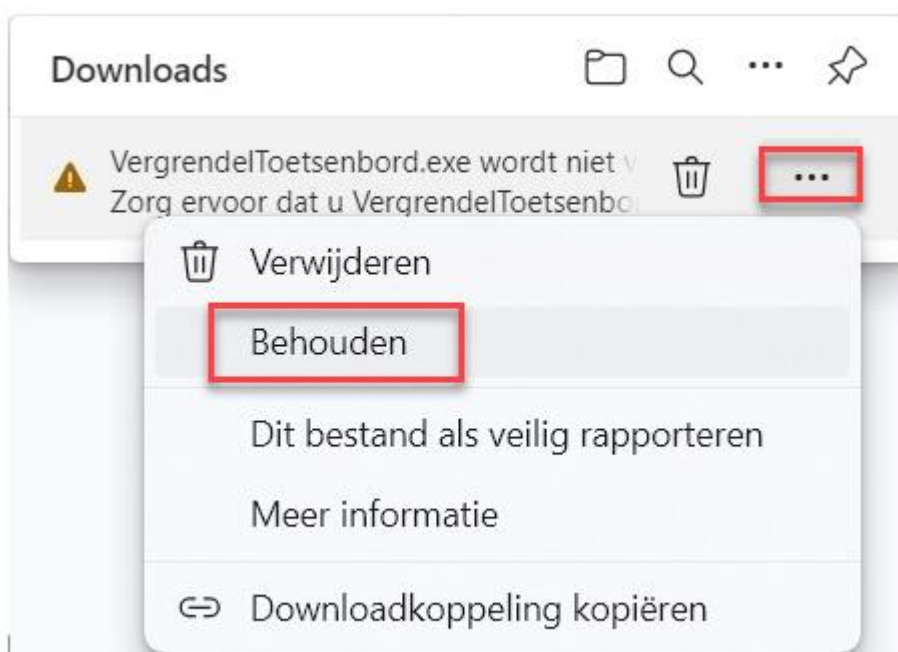 Downloads
VergrendelToetsenbord.exe wordt niet
Zorg ervoor dat u
Verwijderen
Behouden
Dit bestand als veilig rapporteren
Meer informatie
Downloadkoppeling kopiëren